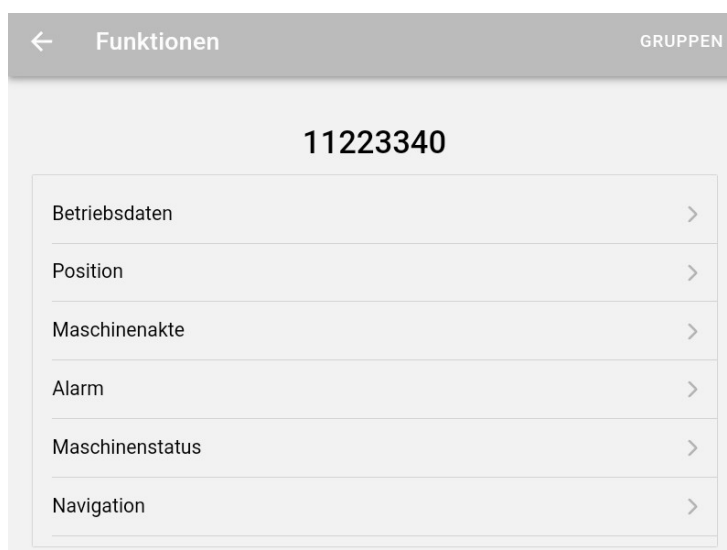 Funktionen
GRUPPEN
11223340
Betriebsdaten
Position
Maschinenakte
Alarm
Maschinenstatus
Navigation